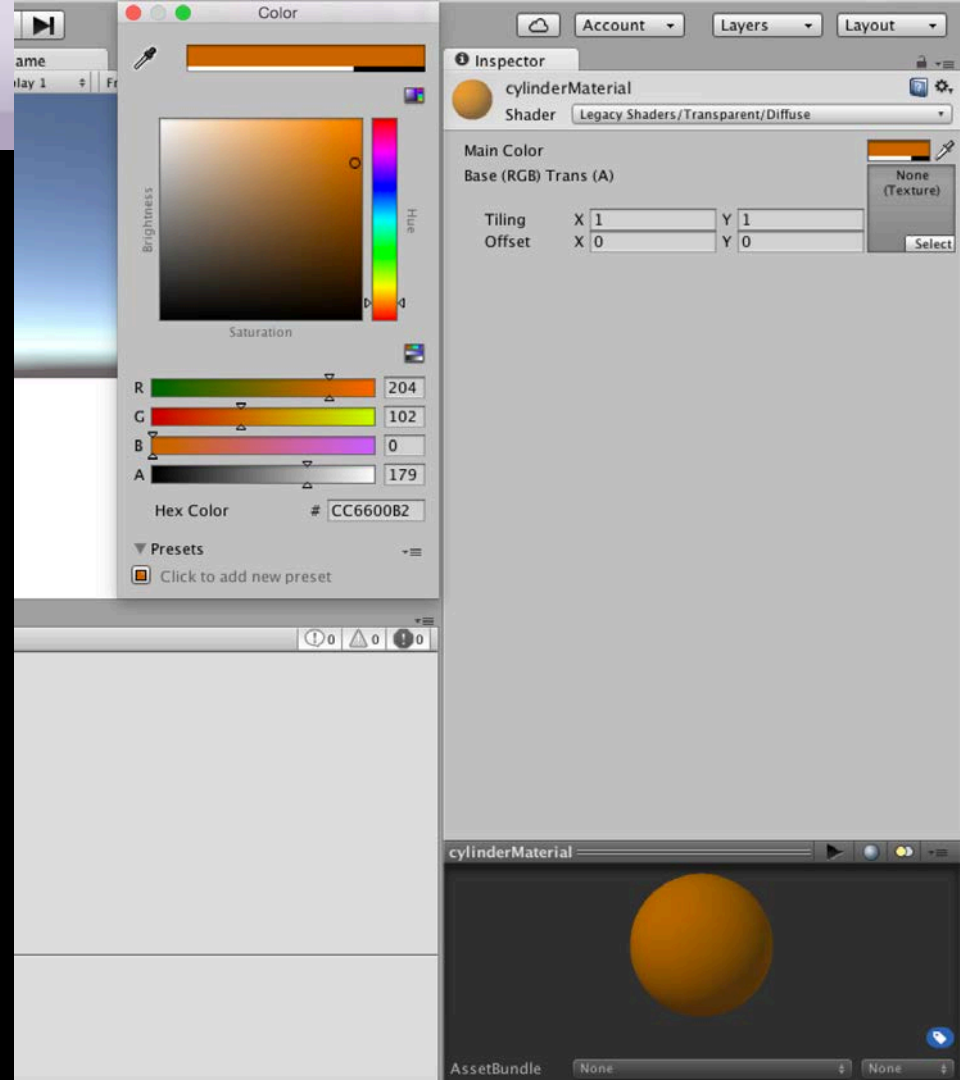 Color
Account
Layers
Layout
ame
Inspector
lay 1
Fr
cylinderMaterial
Shader
Legacy Shaders/Transparent/Diffuse
Main Color
Base (RGB) Trans (A)
None
(Texture)
Tiling X 1 Y 1
Offset X 0 Y 0
Select
Brightness
Hue
Saturation
R 204
G 102
B 0
A 179
Hex Color # CC6600B2
Presets
Click to add new preset
0 0 0
cylinderMaterial
AssetBundle None None